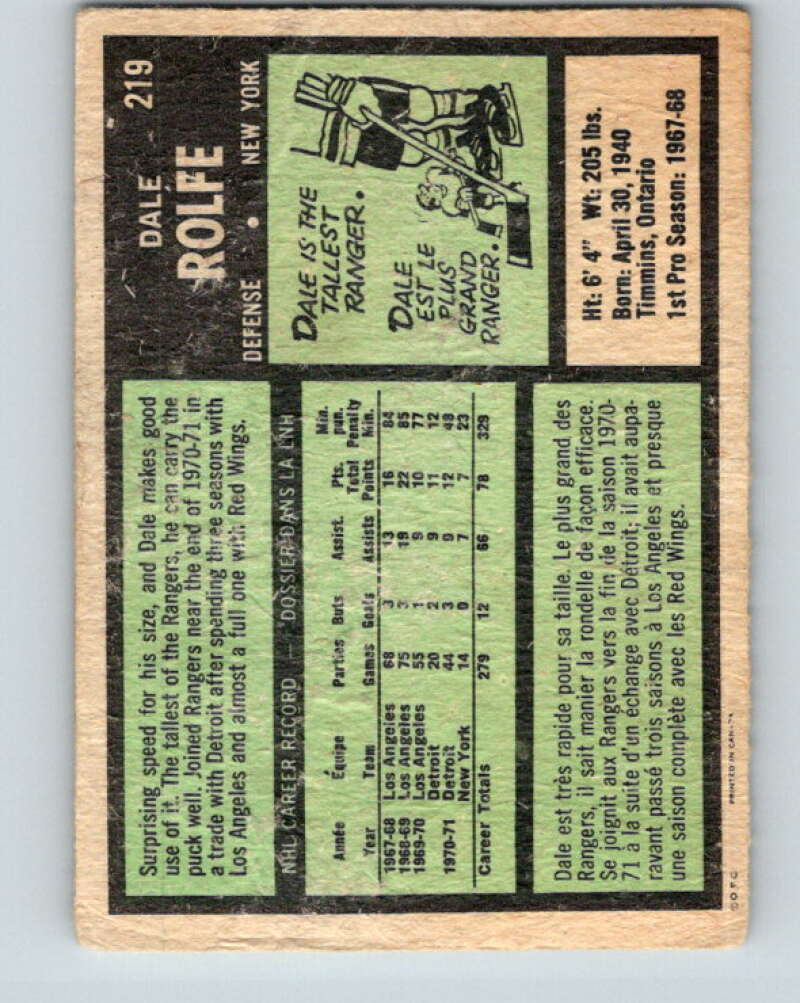 DALE
219
ROLFE
DEFENSE • NEW YORK
DALE IS THE
TALLEST
RANGER.
DALE
EST LE
PLUS
GRAND
RANGER.
Ht: 6' 4" Wt: 205 lbs.
Born: April 30, 1940
Timmins, Ontario
1st Pro Season: 1967-68
Surprising speed for his size, and Dale makes good
use of it. The tallest of the Rangers, he can carry the
puck well. Joined Rangers near the end of 1970-71 in
a trade with Detroit after spending three seasons with
Los Angeles and almost a full one with Red Wings.
NHL CAREER RECORD — DOSSIER DANS LA LNH
Année Équipe Parties Buts Assist. Pts. Total Min. pun.
Year Team Games Goals Assists Points Penalty Min.
1967-68 Los Angeles 68 3 13 16 84
1968-69 Los Angeles 75 3 19 22 85
1969-70 Los Angeles 55 1 9 10 77
Detroit 20 2 9 11 12
1970-71 Detroit 44 3 9 12 48
New York 14 0 7 7 23
Career Totals 279 12 66 78 329
Dale est très rapide pour sa taille. Le plus grand des
Rangers, il sait manier la rondelle de façon efficace.
Se joignit aux Rangers vers la fin de la saison 1970-
71 à la suite d'un échange avec Détroit; il avait aupa-
ravant passé trois saisons à Los Angeles et presque
une saison complète avec les Red Wings.
© O.P.C. PRINTED IN CANADA